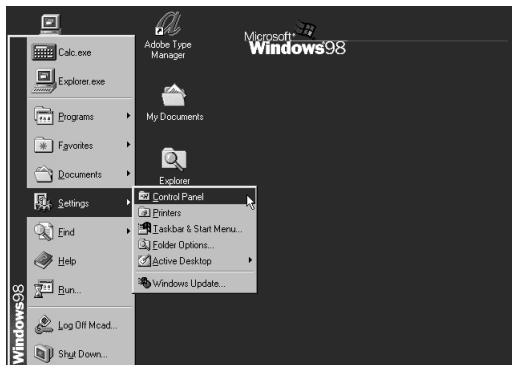 Calc.exe
Explorer.exe
Programs
Favorites
Documents
Settings
Find
Help
Run...
Log Off Mcad...
Shut Down...
Windows98
Adobe Type
Manager
My Documents
Explorer
Control Panel
Printers
Taskbar & Start Menu...
Folder Options...
Active Desktop
Windows Update...
Microsoft
Windows98